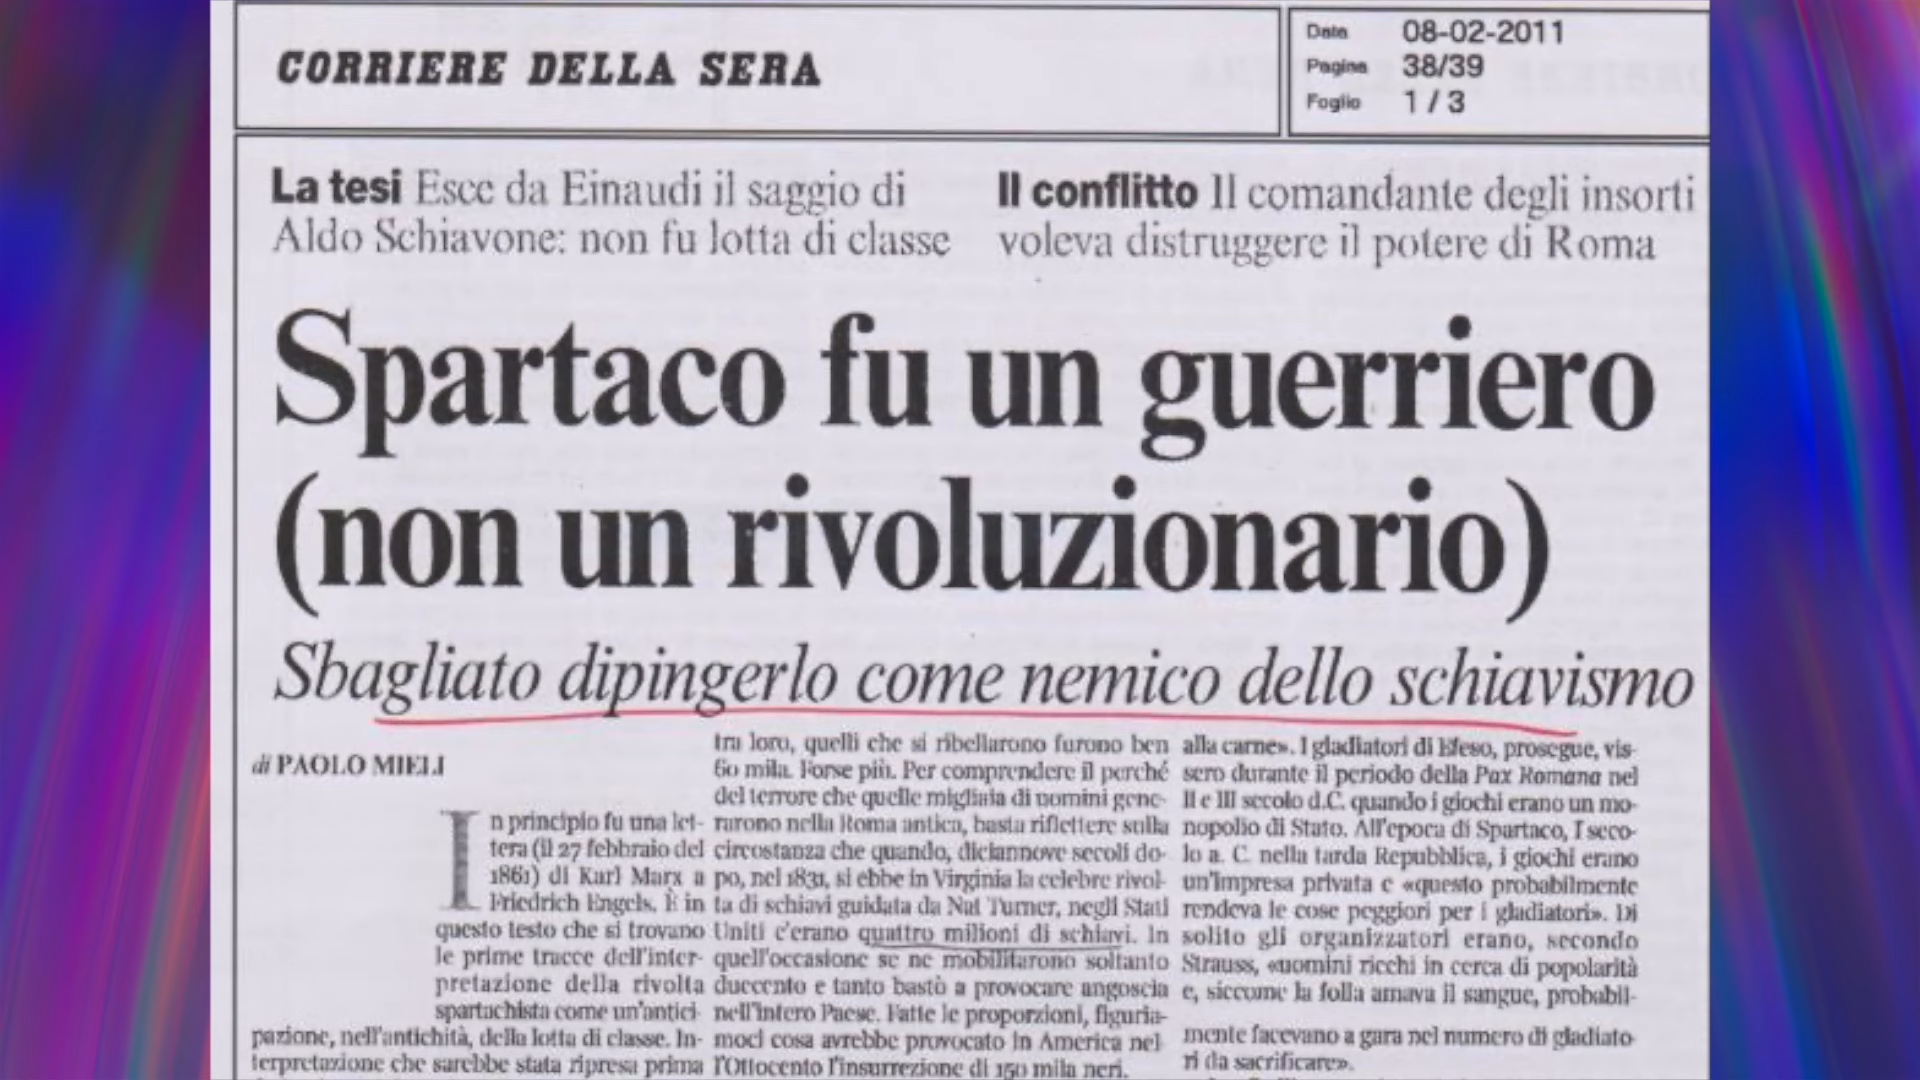 CORRIERE DELLA SERA
Data 08-02-2011
Pagina 38/39
Foglio 1 / 3
La tesi Esce da Einaudi il saggio di
Aldo Schiavone: non fu lotta di classe
Il conflitto Il comandante degli insorti
voleva distruggere il potere di Roma
Spartaco fu un guerriero
(non un rivoluzionario)
Sbagliato dipingerlo come nemico dello schiavismo
di PAOLO MIELI
In principio fu una let-
tera (il 27 febbraio del
1861) di Karl Marx a
Friedrich Engels. È in
questo testo che si trovano
le prime tracce dell'inter-
pretazione della rivolta
spartachista come un'antici-
pazione, nell'antichità, della lotta di classe. In-
terpretazione che sarebbe stata ripresa prima
tra loro, quelli che si ribellarono furono ben
60 mila. Forse più. Per comprendere il perché
del terrore che quelle migliaia di uomini gene-
rarono nella Roma antica, basta riflettere sulla
circostanza che quando, diciannove secoli do-
po, nel 1831, si ebbe in Virginia la celebre rivol-
ta di schiavi guidata da Nat Turner, negli Stati
Uniti c'erano quattro milioni di schiavi. In
quell'occasione se ne mobilitarono soltanto
duecento e tanto bastò a provocare angoscia
nell'intero Paese. Fatte le proporzioni, figuria-
moci cosa avrebbe provocato in America nel-
l'Ottocento l'insurrezione di 150 mila neri.
alla carne». I gladiatori di Efeso, prosegue, vis-
sero durante il periodo della Pax Romana nel
II e III secolo d.C. quando i giochi erano un mo-
nopolio di Stato. All'epoca di Spartaco, I seco-
lo a. C. nella tarda Repubblica, i giochi erano
un'impresa privata e «questo probabilmente
rendeva le cose peggiori per i gladiatori». Di
solito gli organizzatori erano, secondo
Strauss, «uomini ricchi in cerca di popolarità
e, siccome la folla amava il sangue, probabil-
mente facevano a gara nel numero di gladiato-
ri da sacrificare».